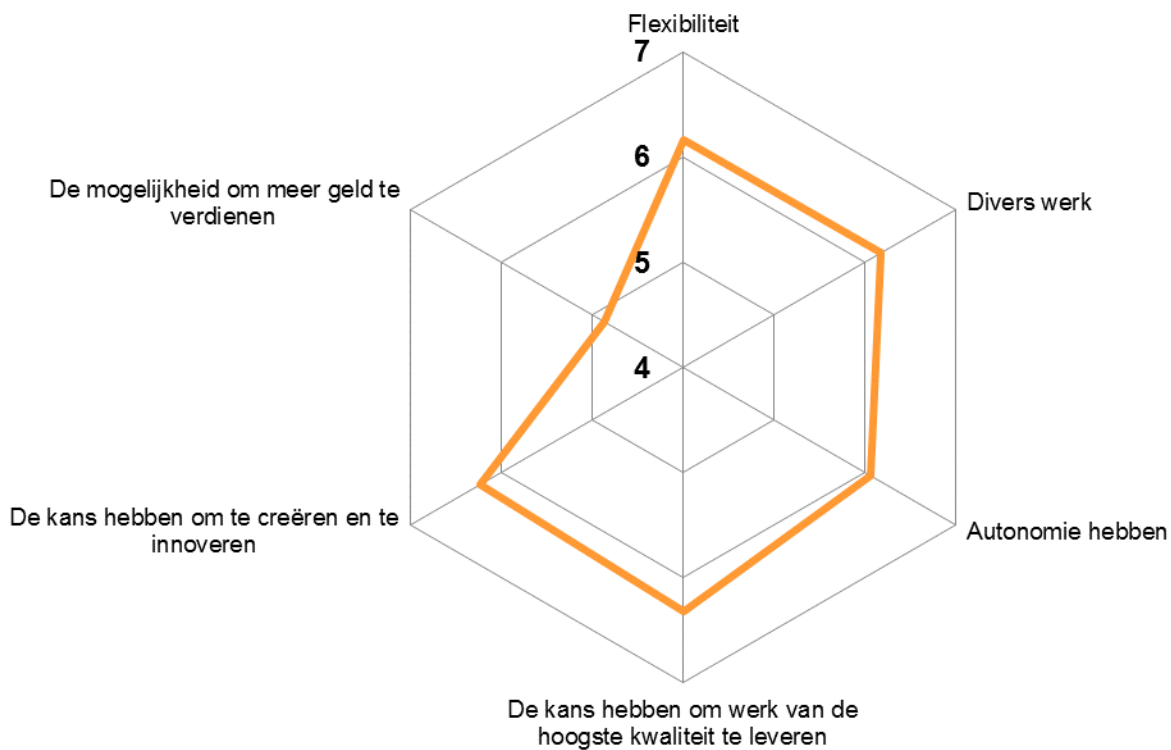 Flexibiliteit
7
6
De mogelijkheid om meer geld te
verdienen
Divers werk
5
4
De kans hebben om te creëren en te
innoveren
Autonomie hebben
De kans hebben om werk van de
hoogste kwaliteit te leveren